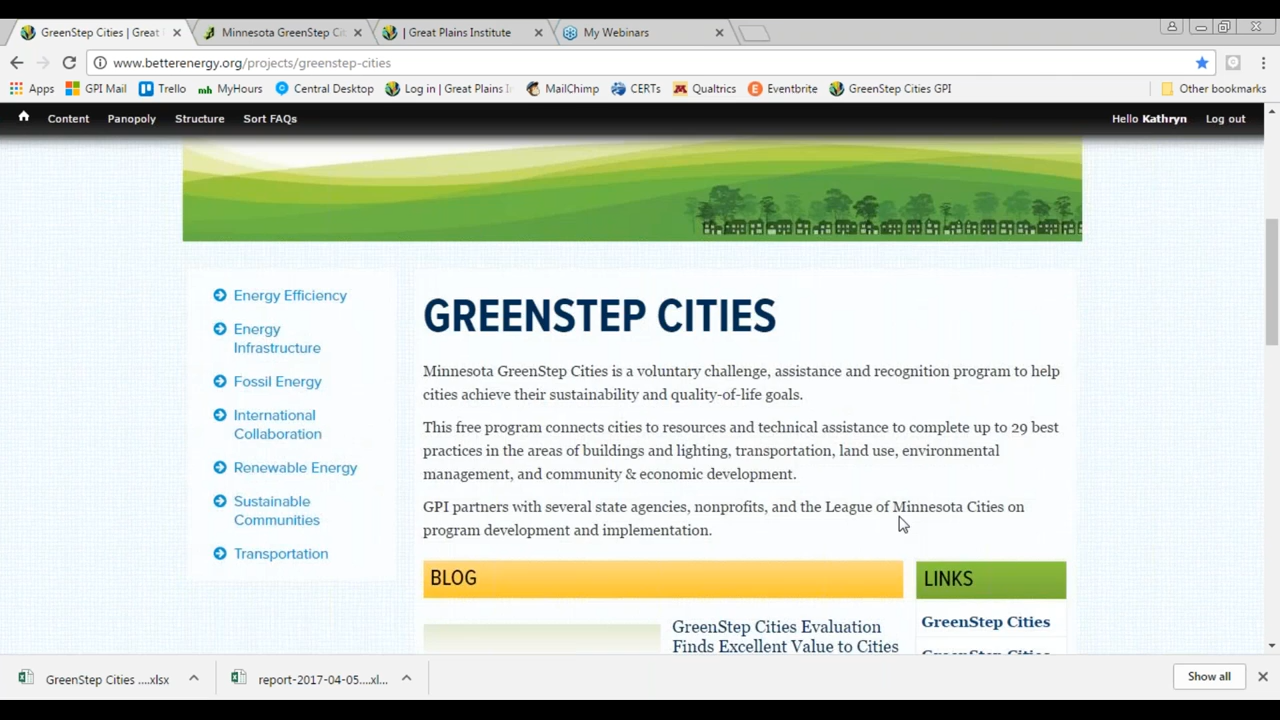 GreenStep Cities | Great
Minnesota GreenStep Cit
| Great Plains Institute
My Webinars
www.betterenergy.org/projects/greenstep-cities
Apps
GPI Mail
Trello
mh MyHours
Central Desktop
Log in | Great Plains In
MailChimp
CERTs
Qualtrics
Eventbrite
GreenStep Cities GPI
Other bookmarks
Content
Panopoly
Structure
Sort FAQs
Hello Kathryn
Log out
Energy Efficiency
Energy
Infrastructure
Fossil Energy
International
Collaboration
Renewable Energy
Sustainable
Communities
Transportation
GREENSTEP CITIES
Minnesota GreenStep Cities is a voluntary challenge, assistance and recognition program to help
cities achieve their sustainability and quality-of-life goals.
This free program connects cities to resources and technical assistance to complete up to 29 best
practices in the areas of buildings and lighting, transportation, land use, environmental
management, and community & economic development.
GPI partners with several state agencies, nonprofits, and the League of Minnesota Cities on
program development and implementation.
BLOG
GreenStep Cities Evaluation
Finds Excellent Value to Cities
LINKS
GreenStep Cities
GreenStep Cities
GreenStep Cities ....xlsx
report-2017-04-05....xl...
Show all